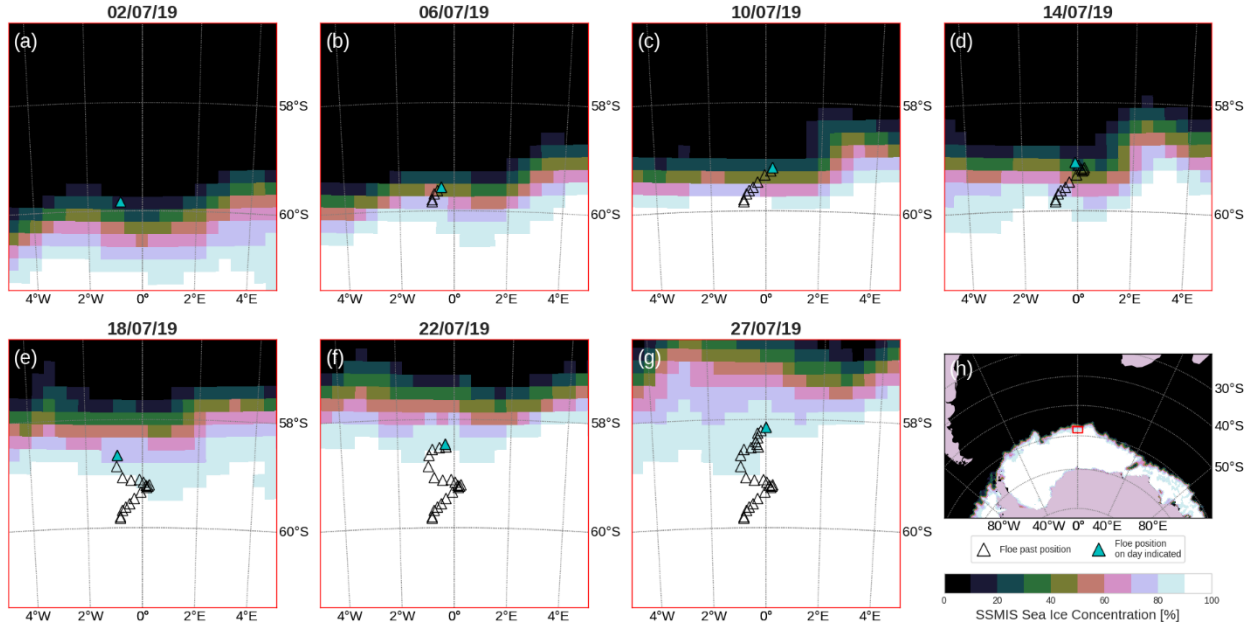 02/07/19 06/07/19 10/07/19 14/07/19
(a) (b) (c) (d)
58°S 58°S 58°S 58°S
60°S 60°S 60°S 60°S
4°W 2°W 0° 2°E 4°E 4°W 2°W 0° 2°E 4°E 4°W 2°W 0° 2°E 4°E 4°W 2°W 0° 2°E 4°E
18/07/19 22/07/19 27/07/19
(e) (f) (g) (h)
30°S
58°S 58°S 58°S 40°S
50°S
60°S 60°S 60°S
80°W 40°W 0° 40°E 80°E
Floe past position Floe position
on day indicated
4°W 2°W 0° 2°E 4°E 4°W 2°W 0° 2°E 4°E 4°W 2°W 0° 2°E 4°E
0 20 40 60 80 100
SSMIS Sea Ice Concentration [%]